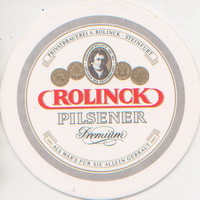 PRIVATBRAUEREI A. ROLINCK · STEINFURT
ROLINCK
PILSENER
Premium
ALS WÄR'S FÜR SIE ALLEIN GEBRAUT